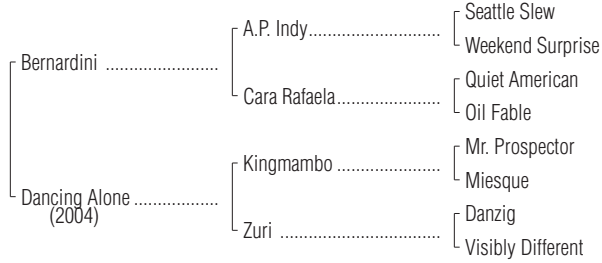 Seattle Slew
A.P. Indy
Weekend Surprise
Bernardini
Quiet American
Cara Rafaela
Oil Fable
Mr. Prospector
Kingmambo
Miesque
Dancing Alone
(2004)
Danzig
Zuri
Visibly Different